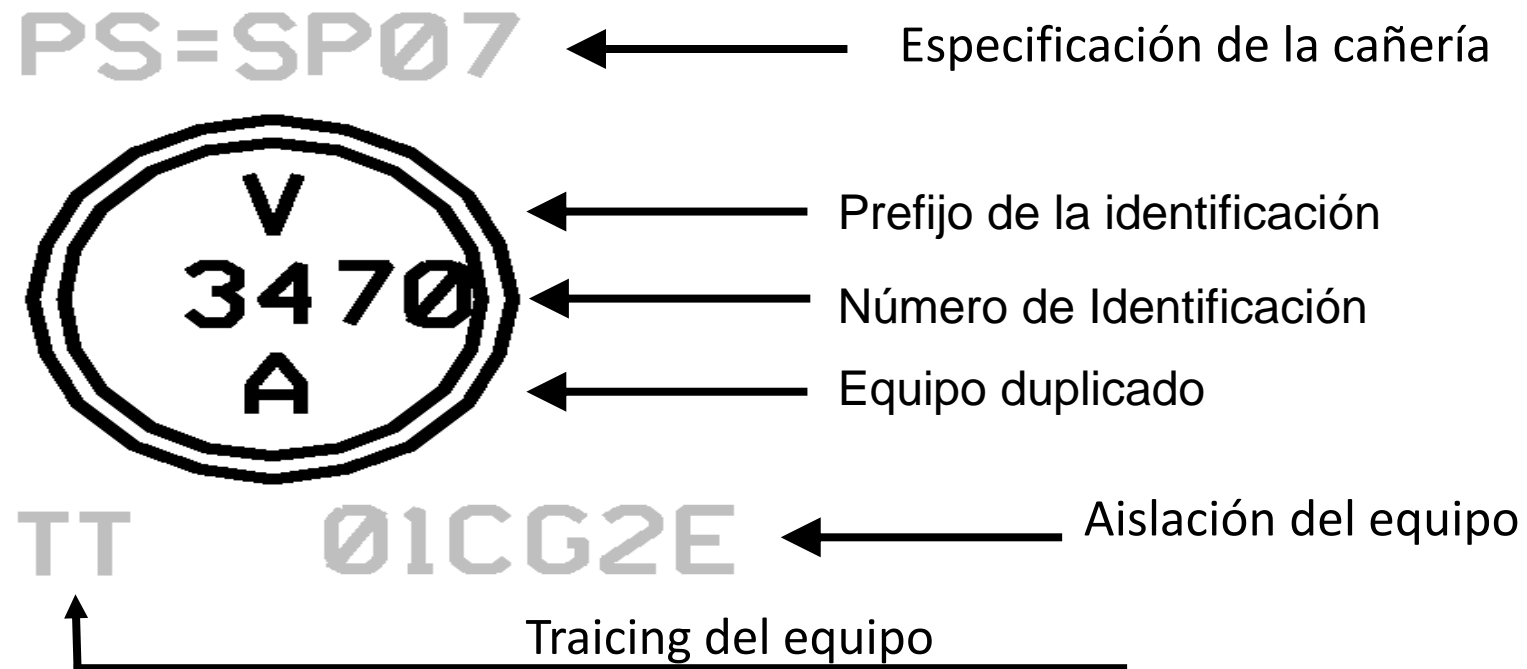 PS=SP07 Especificación de la cañería
V Prefijo de la identificación
3470 Número de Identificación
A Equipo duplicado
TT 01CG2E Aislación del equipo
Traicing del equipo